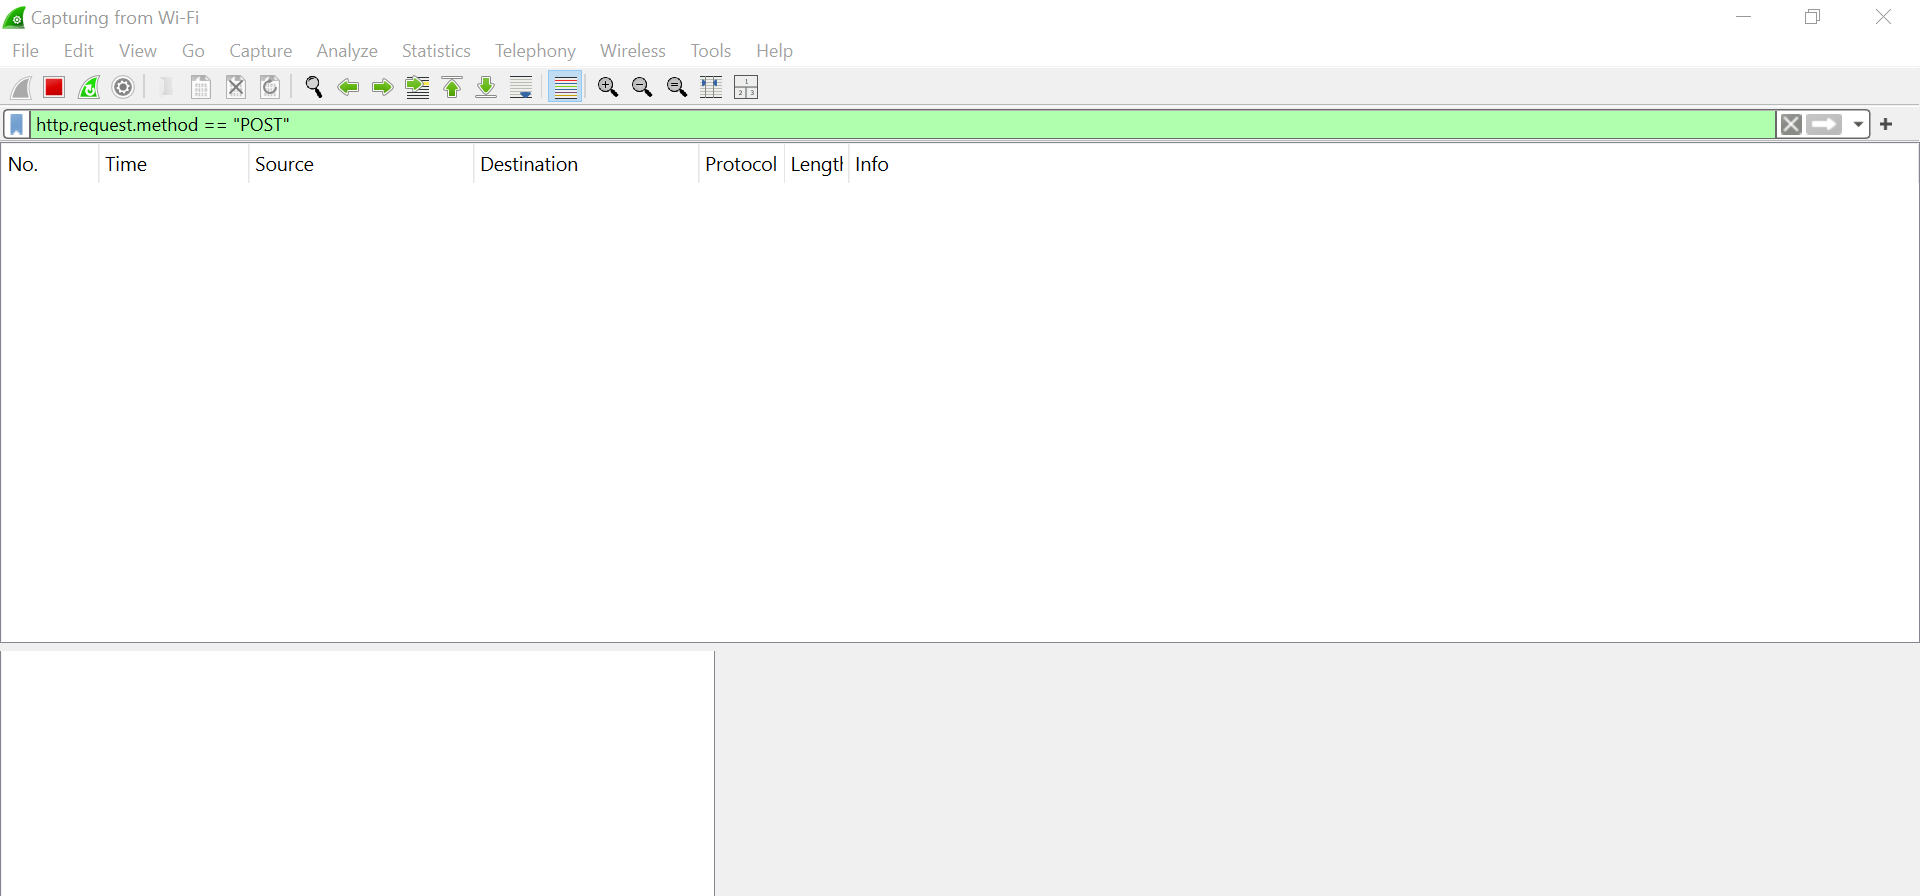 Capturing from Wi-Fi
File Edit View Go Capture Analyze Statistics Telephony Wireless Tools Help
http.request.method == "POST"
No. Time Source Destination Protocol Lengtl Info